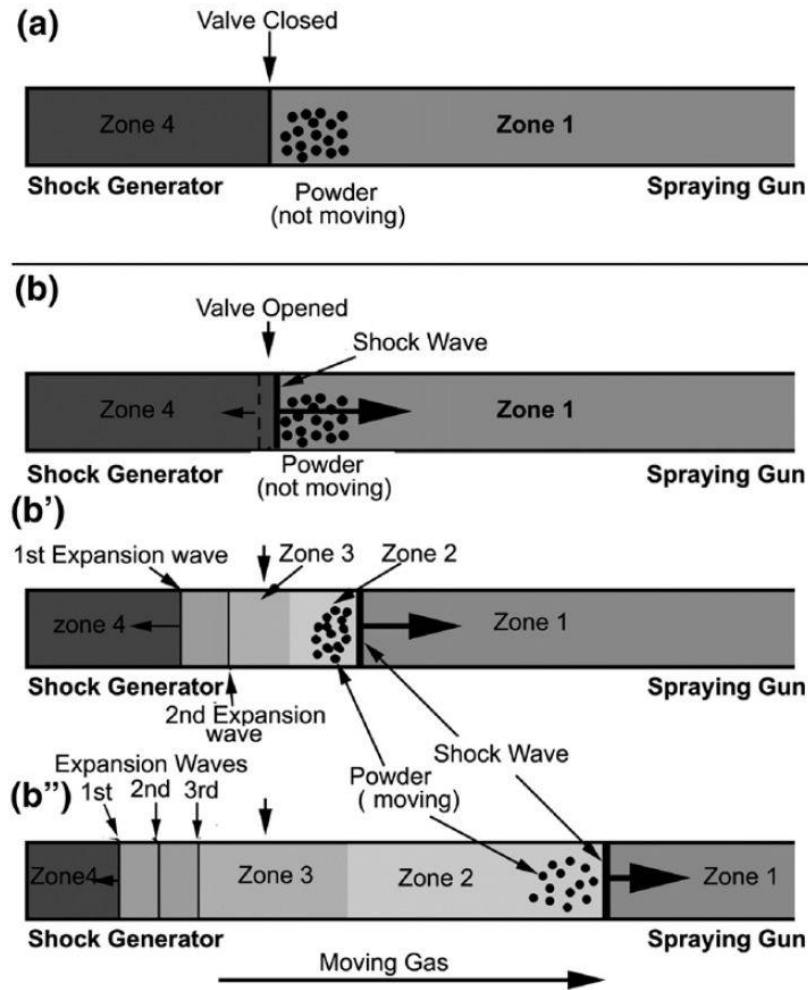 (a)
Valve Closed
Zone 4
Zone 1
Shock Generator
Powder
(not moving)
Spraying Gun
(b)
Valve Opened
Shock Wave
Zone 4
Zone 1
Shock Generator
Powder
(not moving)
Spraying Gun
(b')
1st Expansion wave
Zone 3
Zone 2
zone 4
Zone 1
Shock Generator
Spraying Gun
2nd Expansion
wave
Shock Wave
Powder
( moving)
Expansion Waves
(b")
1st
2nd
3rd
Zone4
Zone 3
Zone 2
Zone 1
Shock Generator
Spraying Gun
Moving Gas